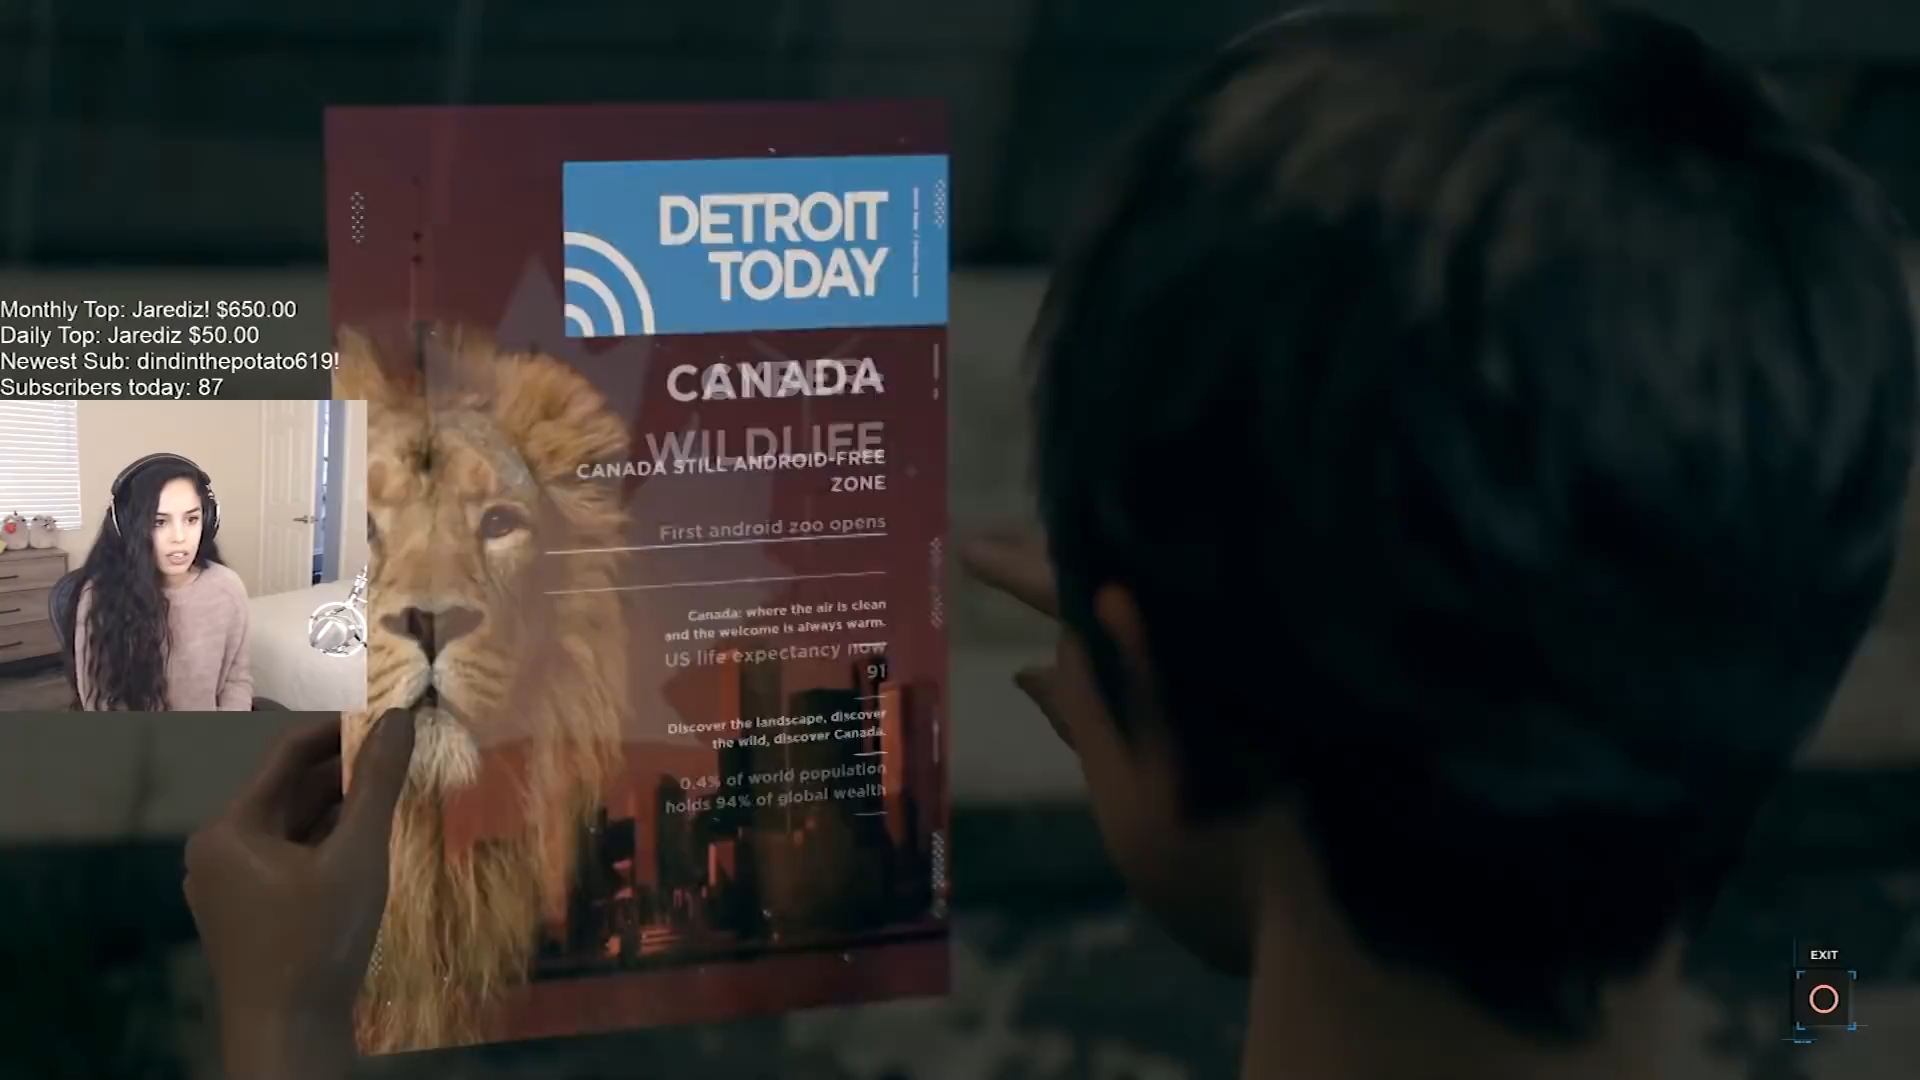 Monthly Top: Jarediz! $650.00
Daily Top: Jarediz $50.00
Newest Sub: dindinthepotato619!
Subscribers today: 87
DETROIT
TODAY
CANADA
WILDLIFE
CANADA STILL ANDROID-FREE
ZONE
First android zoo opens
Canada: where the air is clean
and the welcome is always warm.
US life expectancy now
91
Discover the landscape, discover
the wild, discover Canada.
0.4% of world population
holds 94% of global wealth
EXIT